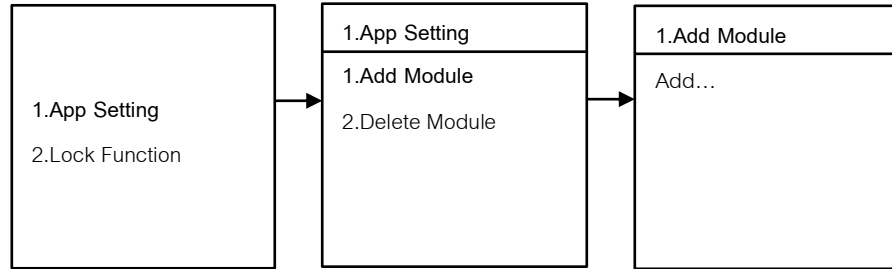 1.App Setting
2.Lock Function
1.App Setting
1.Add Module
2.Delete Module
1.Add Module
Add…